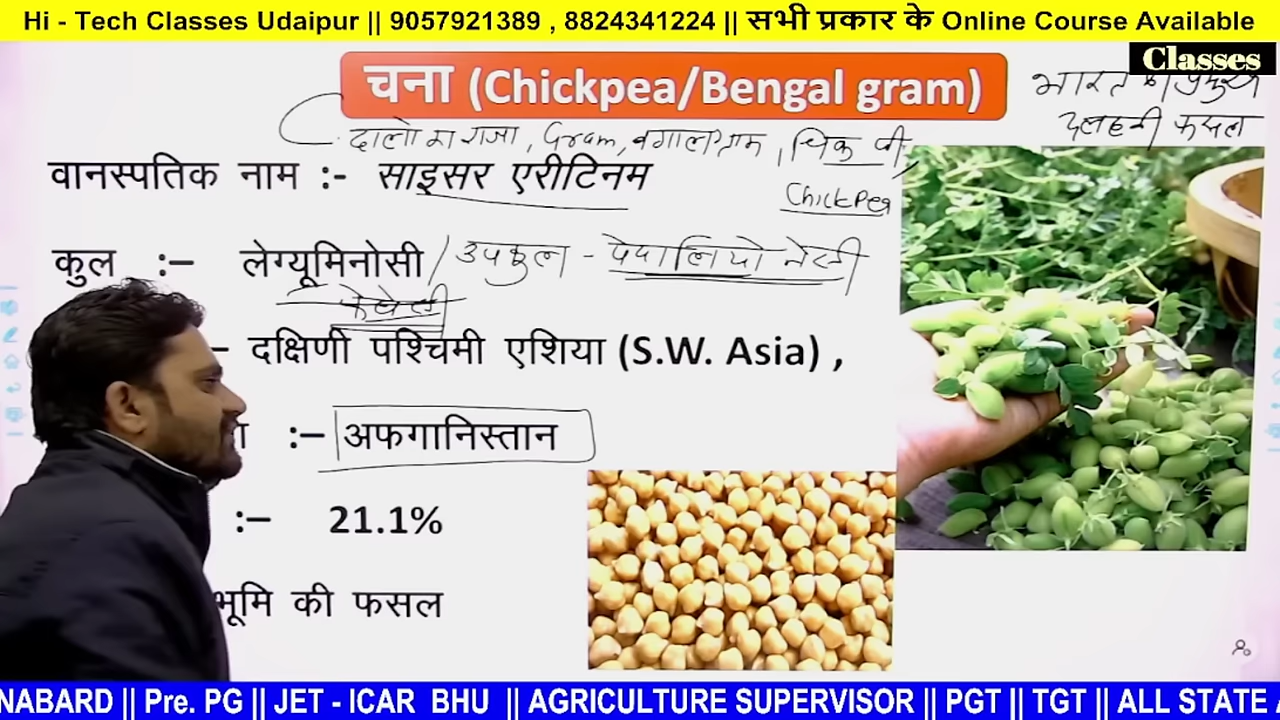 Hi - Tech Classes Udaipur || 9057921389 , 8824341224 || सभी प्रकार के Online Course Available
Classes
चना (Chickpea/Bengal gram)
भारत की प्रमुख
दलहनी फसल
दालो का राजा, Gram, बंगालग्राम, चिक पी,
वानस्पतिक नाम :- साइसर एरीटिनम
ChickPea
कुल :– लेग्यूमिनोसी / उपकुल -
– दक्षिणी पश्चिमी एशिया (S.W. Asia) ,
:– अफगानिस्तान
:– 21.1%
भूमि की फसल
NABARD || Pre. PG || JET - ICAR BHU || AGRICULTURE SUPERVISOR || PGT || TGT || ALL STATE